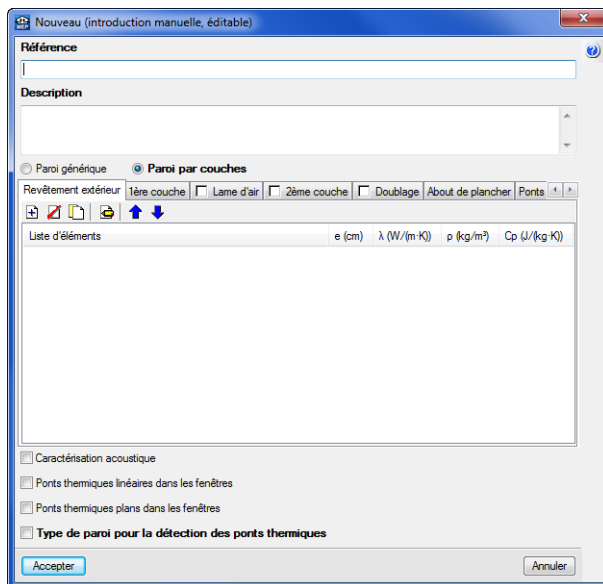 MEP Nouveau (introduction manuelle, éditable)
Référence
Description
Paroi générique Paroi par couches
Revêtement extérieur 1ère couche Lame d'air 2ème couche Doublage About de plancher Ponts
Liste d'éléments e (cm) λ (W/(m·K)) ρ (kg/m³) Cp (J/(kg·K))
Caractérisation acoustique
Ponts thermiques linéaires dans les fenêtres
Ponts thermiques plans dans les fenêtres
Type de paroi pour la détection des ponts thermiques
Accepter Annuler